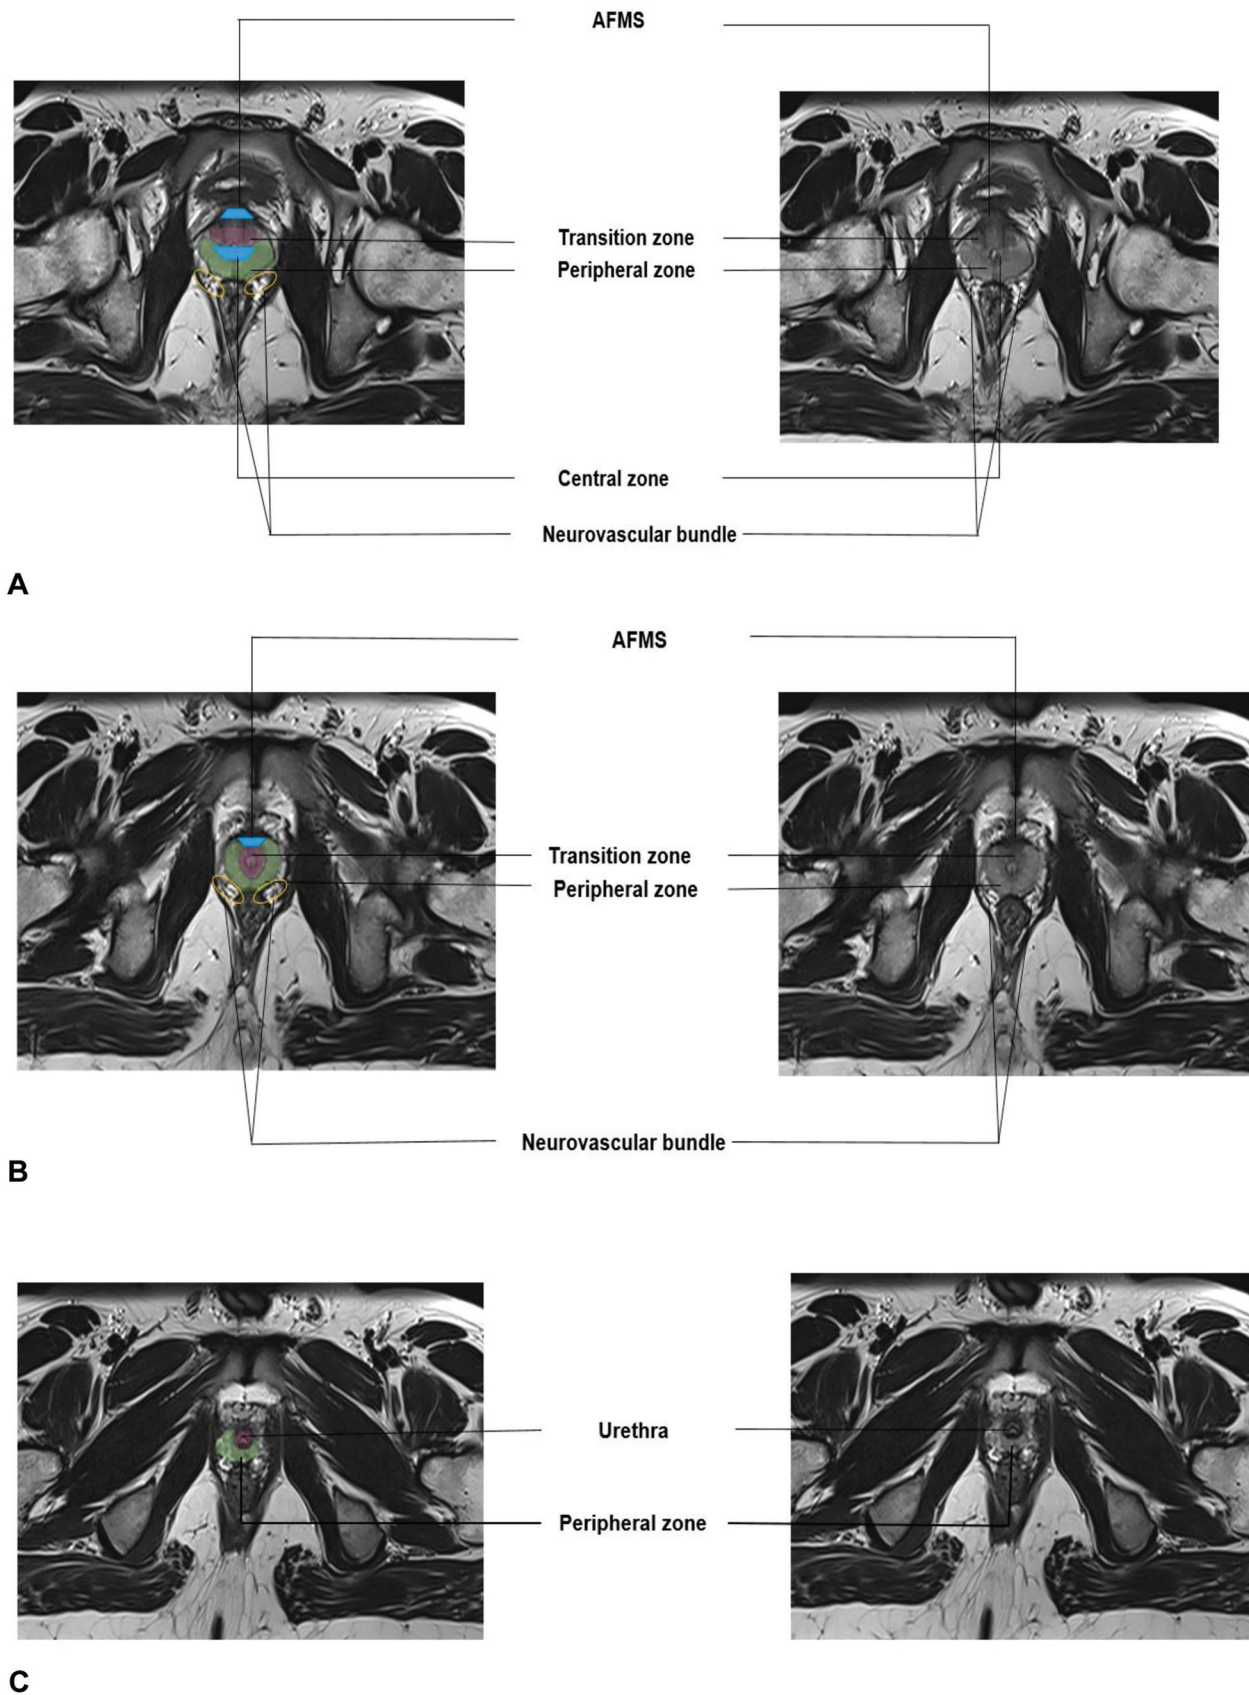 AFMS
Transition zone
Peripheral zone
Central zone
Neurovascular bundle
A
AFMS
Transition zone
Peripheral zone
Neurovascular bundle
B
Urethra
Peripheral zone
C